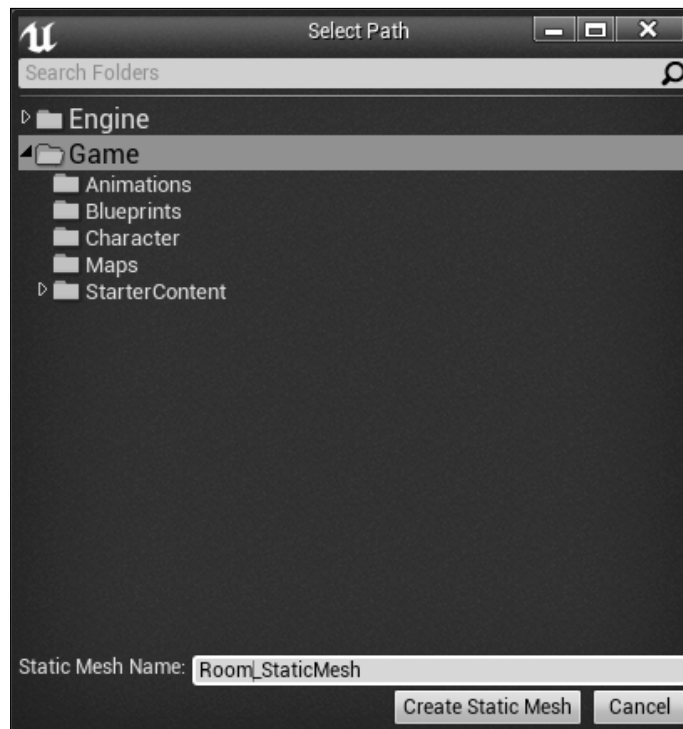 Select Path
Search Folders
Engine
Game
Animations
Blueprints
Character
Maps
StarterContent
Static Mesh Name: Room_StaticMesh
Create Static Mesh Cancel